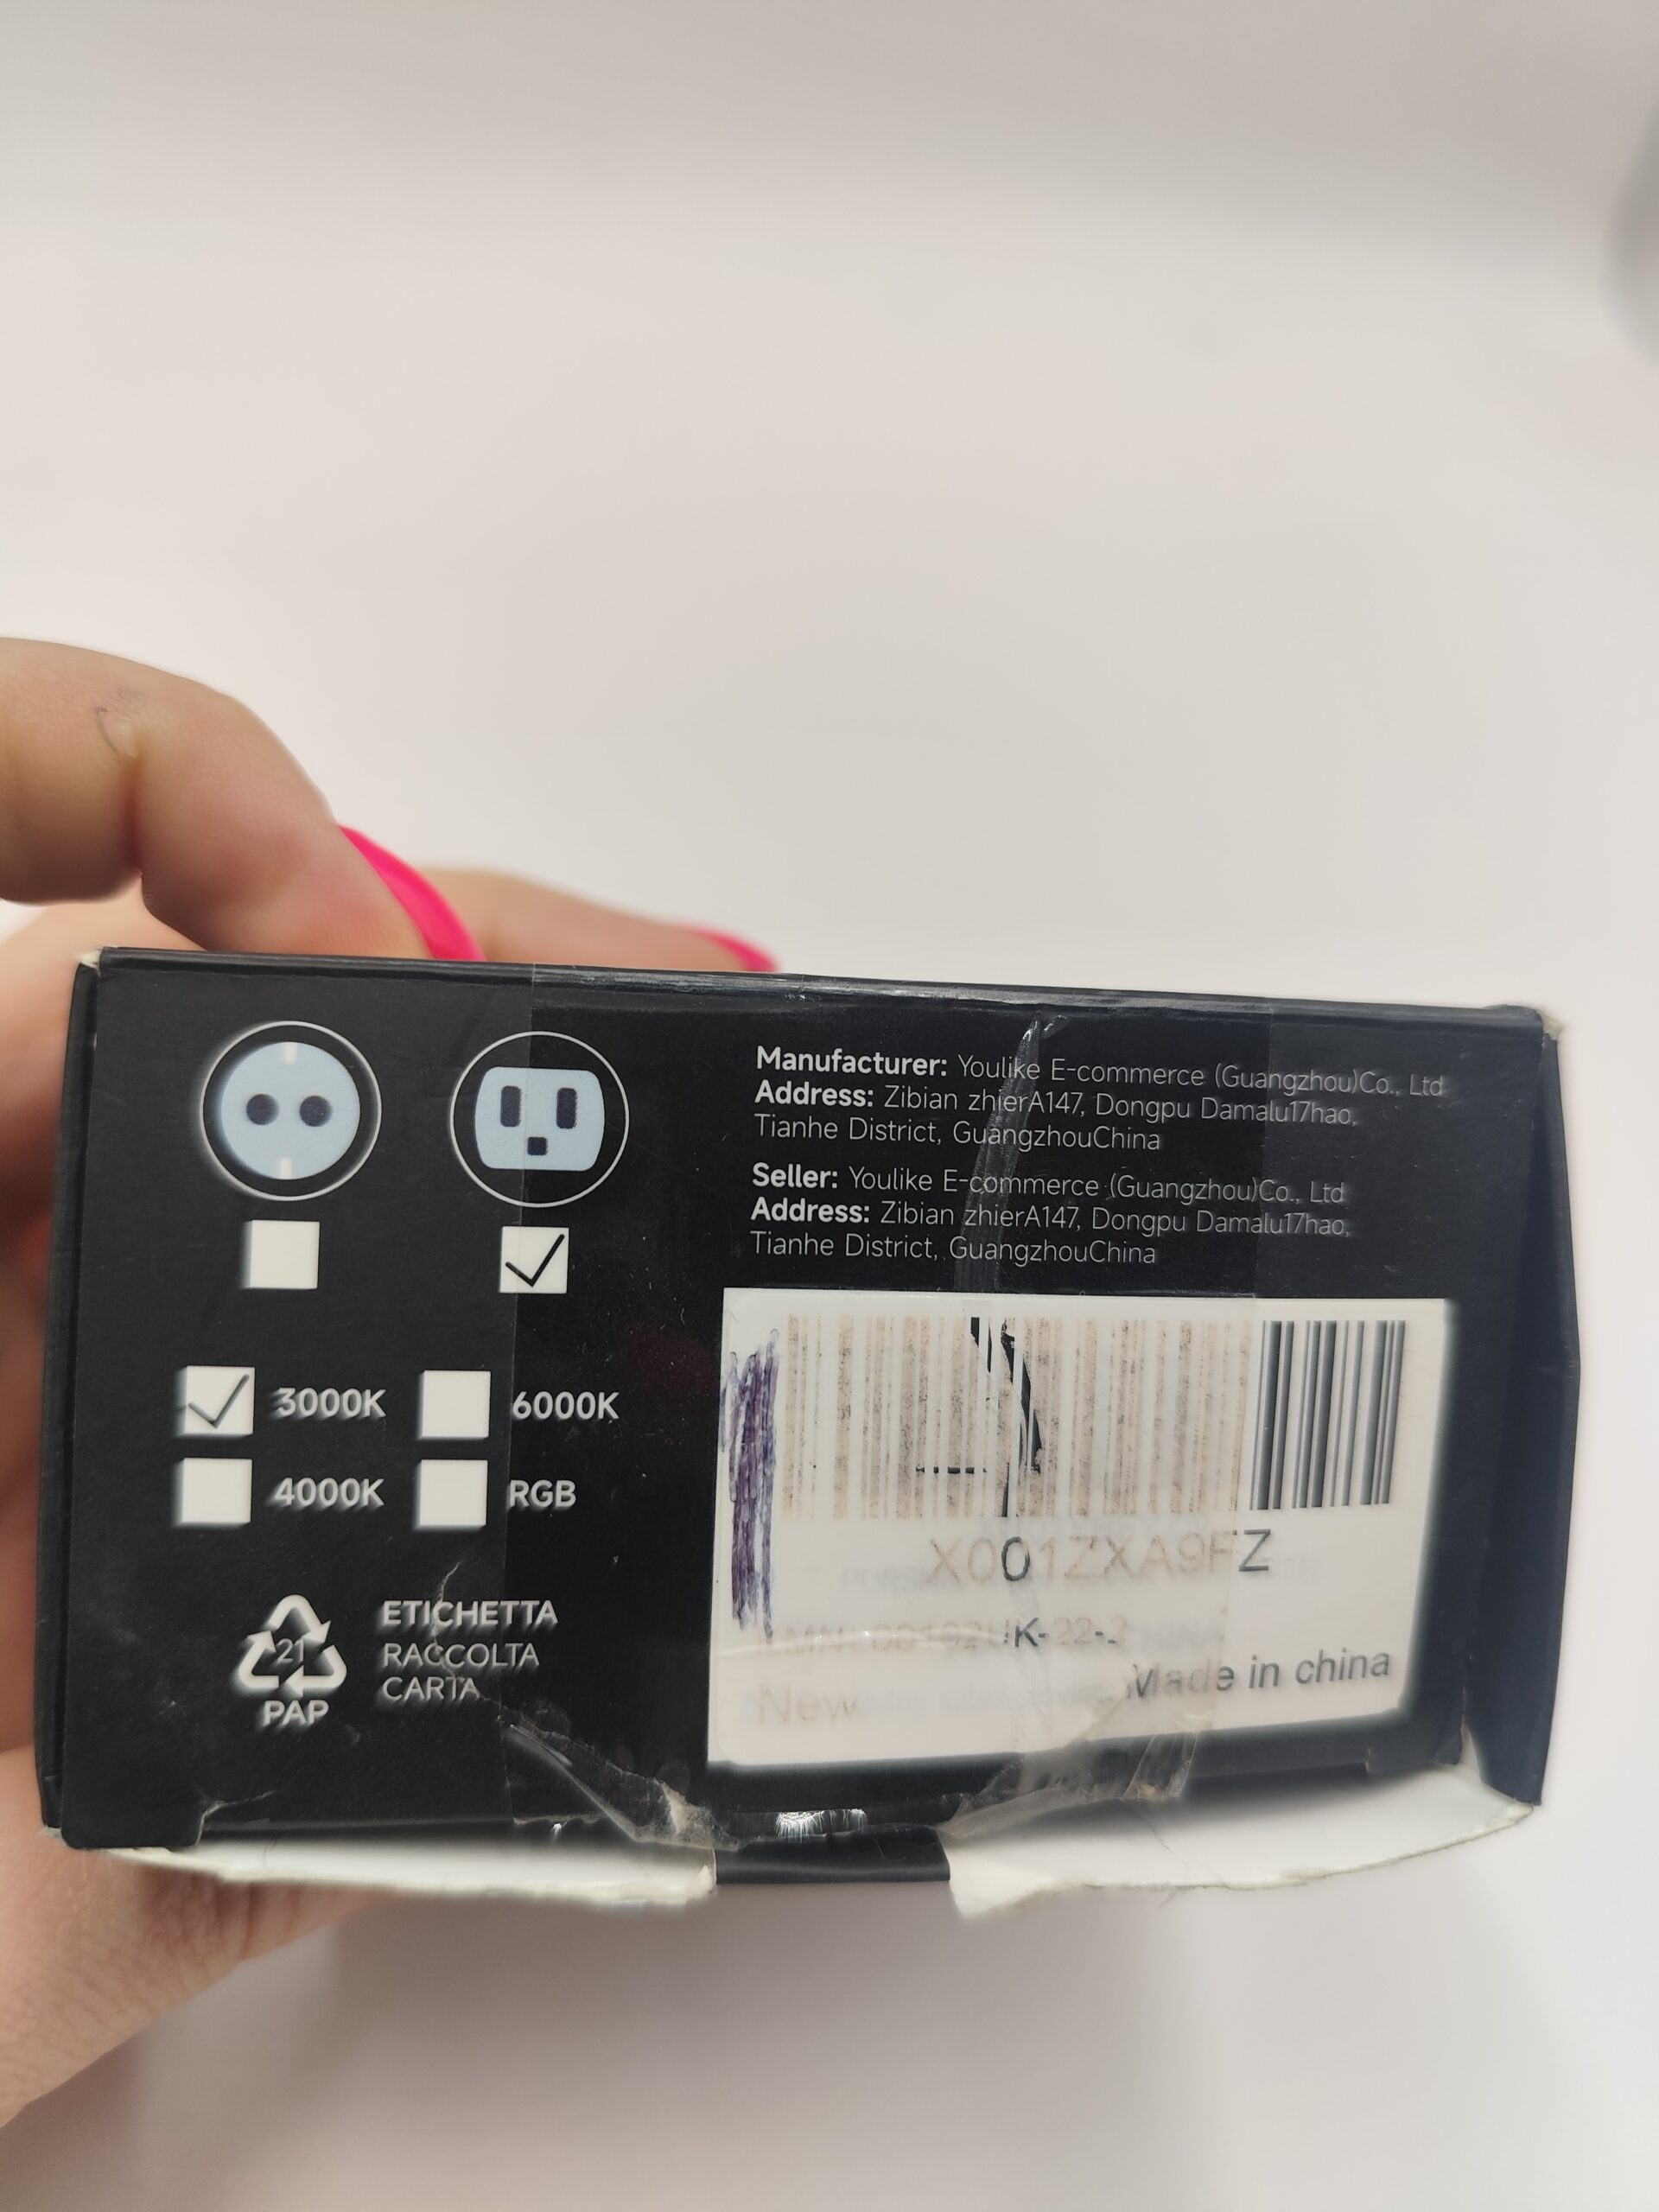 Manufacturer: Youlike E-commerce (Guangzhou)Co., Ltd
Address: Zibian zhierA147, Dongpu Damalu17hao,
Tianhe District, GuangzhouChina
Seller: Youlike E-commerce (Guangzhou)Co., Ltd
Address: Zibian zhierA147, Dongpu Damalu17hao,
Tianhe District, GuangzhouChina
3000K
6000K
4000K
RGB
21
PAP
ETICHETTA
RACCOLTA
CARTA
X001ZXA9FZ
New
Made in china